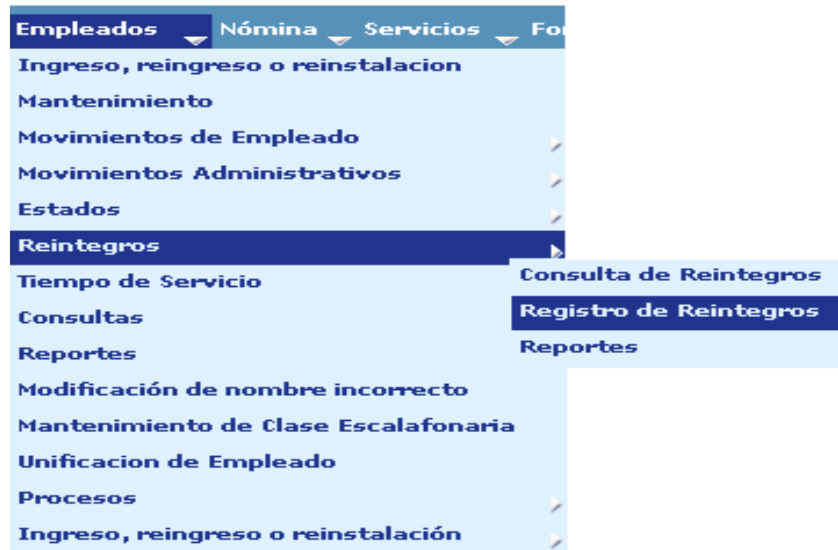 Empleados Nómina Servicios
Ingreso, reingreso o reinstalacion
Mantenimiento
Movimientos de Empleado
Movimientos Administrativos
Estados
Reintegros
Tiempo de Servicio
Consultas
Reportes
Modificación de nombre incorrecto
Mantenimiento de Clase Escalafonaria
Unificacion de Empleado
Procesos
Ingreso, reingreso o reinstalación
Consulta de Reintegros
Registro de Reintegros
Reportes